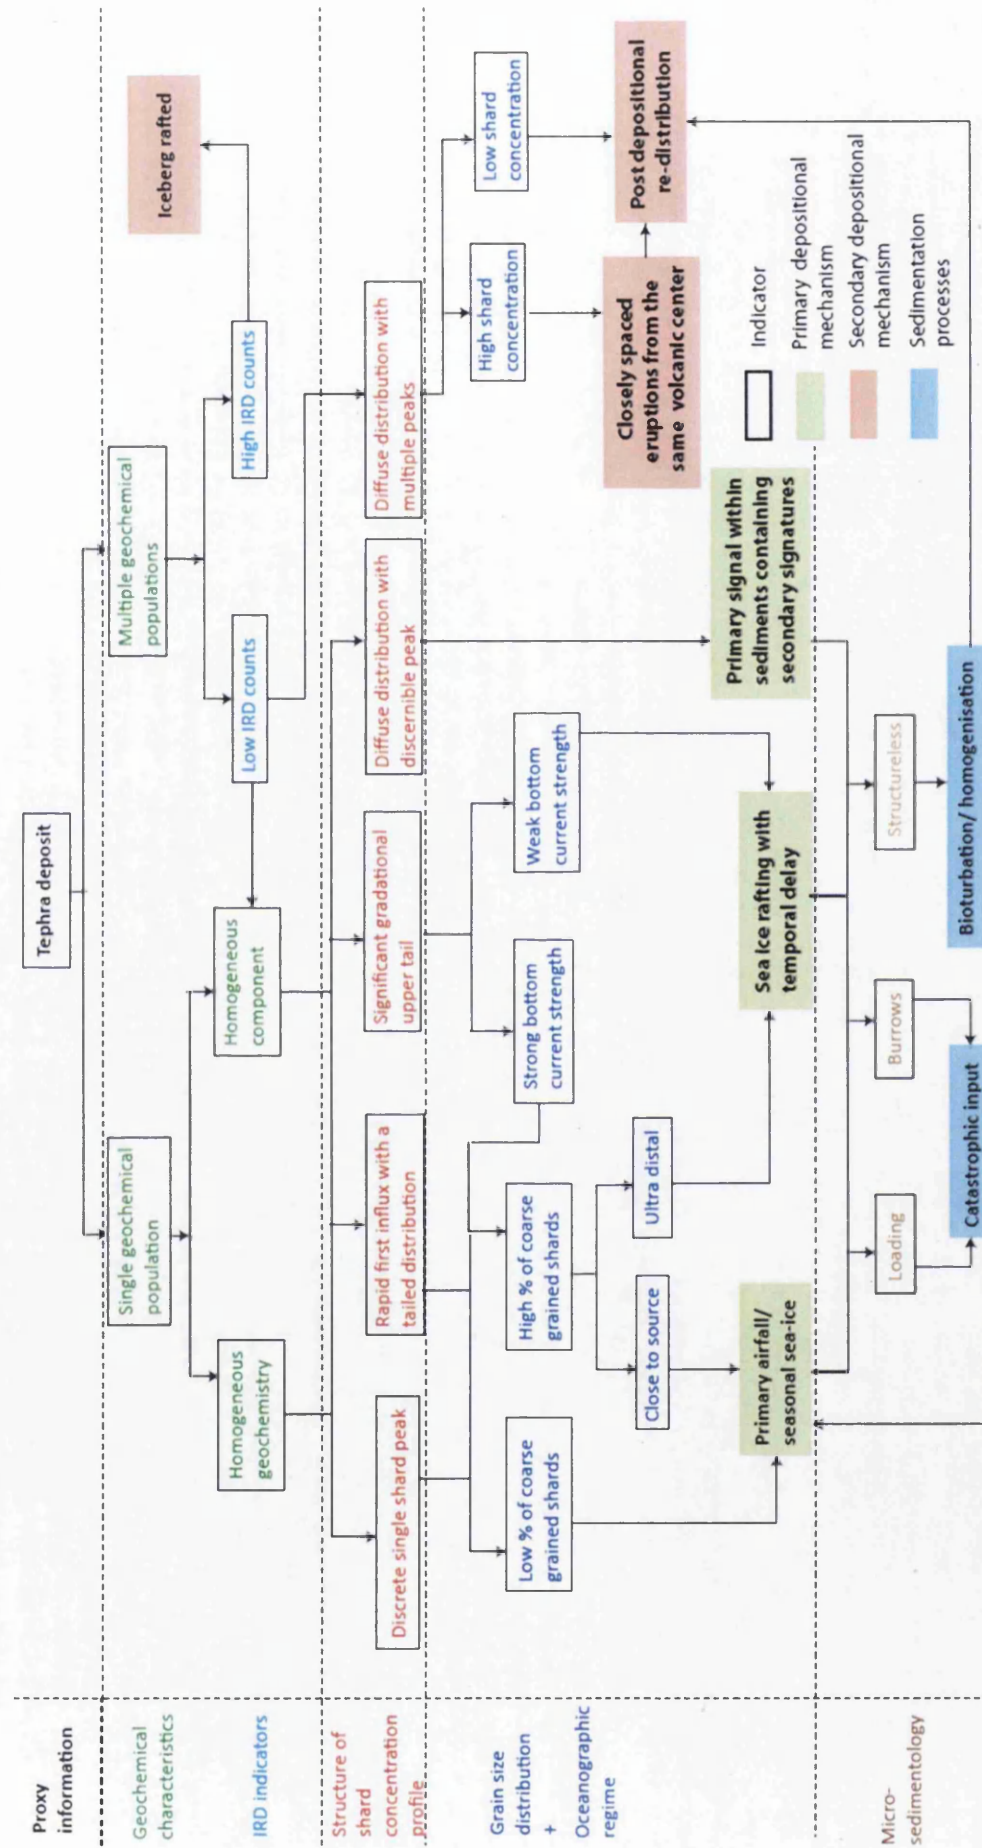 Proxy
information
Geochemical
characteristics
IRD indicators
Structure of
shard
concentration
profile
Grain size
distribution
+
Oceanographic
regime
Micro-
sedimentology
Tephra deposit
Single geochemical
population
Multiple geochemical
populations
Homogeneous
geochemistry
Homogeneous
component
Low IRD counts
High IRD counts
Iceberg rafted
Discrete single shard peak
Rapid first influx with a
tailed distribution
Significant gradational
upper tail
Diffuse distribution with
discernible peak
Diffuse distribution with
multiple peaks
Low % of coarse
grained shards
High % of coarse
grained shards
Strong bottom
current strength
Weak bottom
current strength
High shard
concentration
Low shard
concentration
Close to source
Ultra distal
Closely spaced
eruptions from the
same volcanic center
Post depositional
re-distribution
Primary airfall/
seasonal sea-ice
Sea Ice rafting with
temporal delay
Primary signal within
sediments containing
secondary signatures
Indicator
Primary depositional
mechanism
Secondary depositional
mechanism
Sedimentation
processes
Loading
Burrows
Structureless
Catastrophic input
Bioturbation/ homogenisation